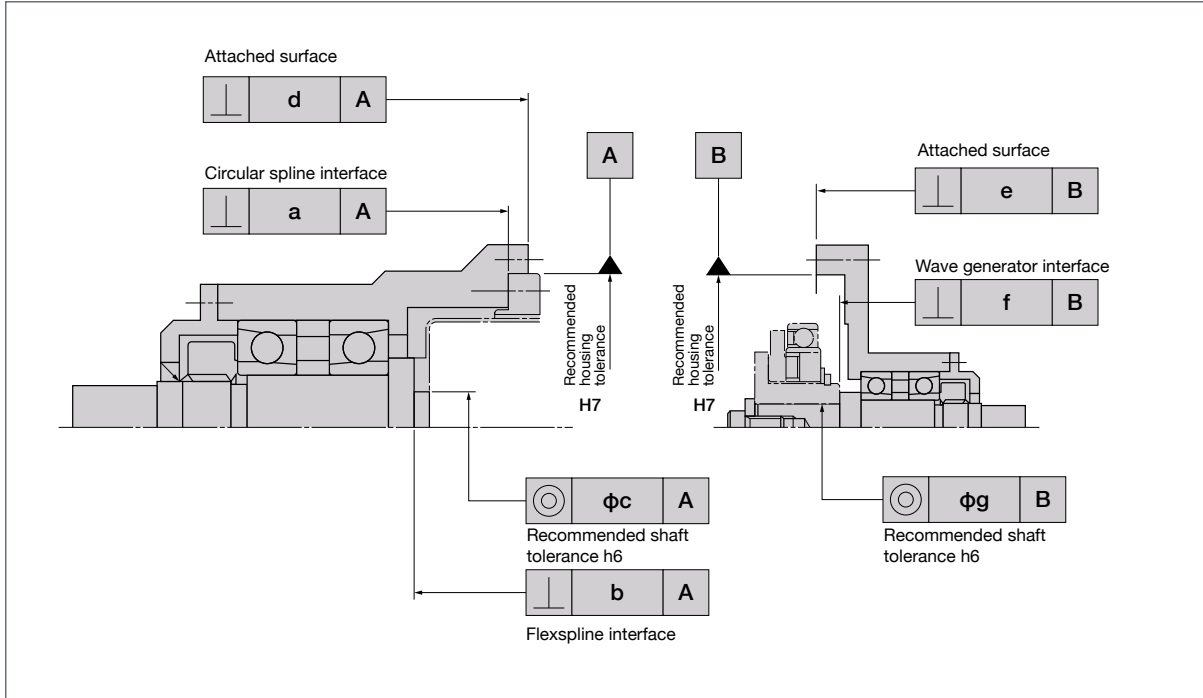 Attached surface
⊥ d A
Circular spline interface
⊥ a A
A
B
Attached surface
⊥ e B
Wave generator interface
⊥ f B
Recommended
housing
tolerance
H7
Recommended
housing
tolerance
H7
◎ φc A
Recommended shaft
tolerance h6
⊥ b A
Flexspline interface
◎ φg B
Recommended shaft
tolerance h6